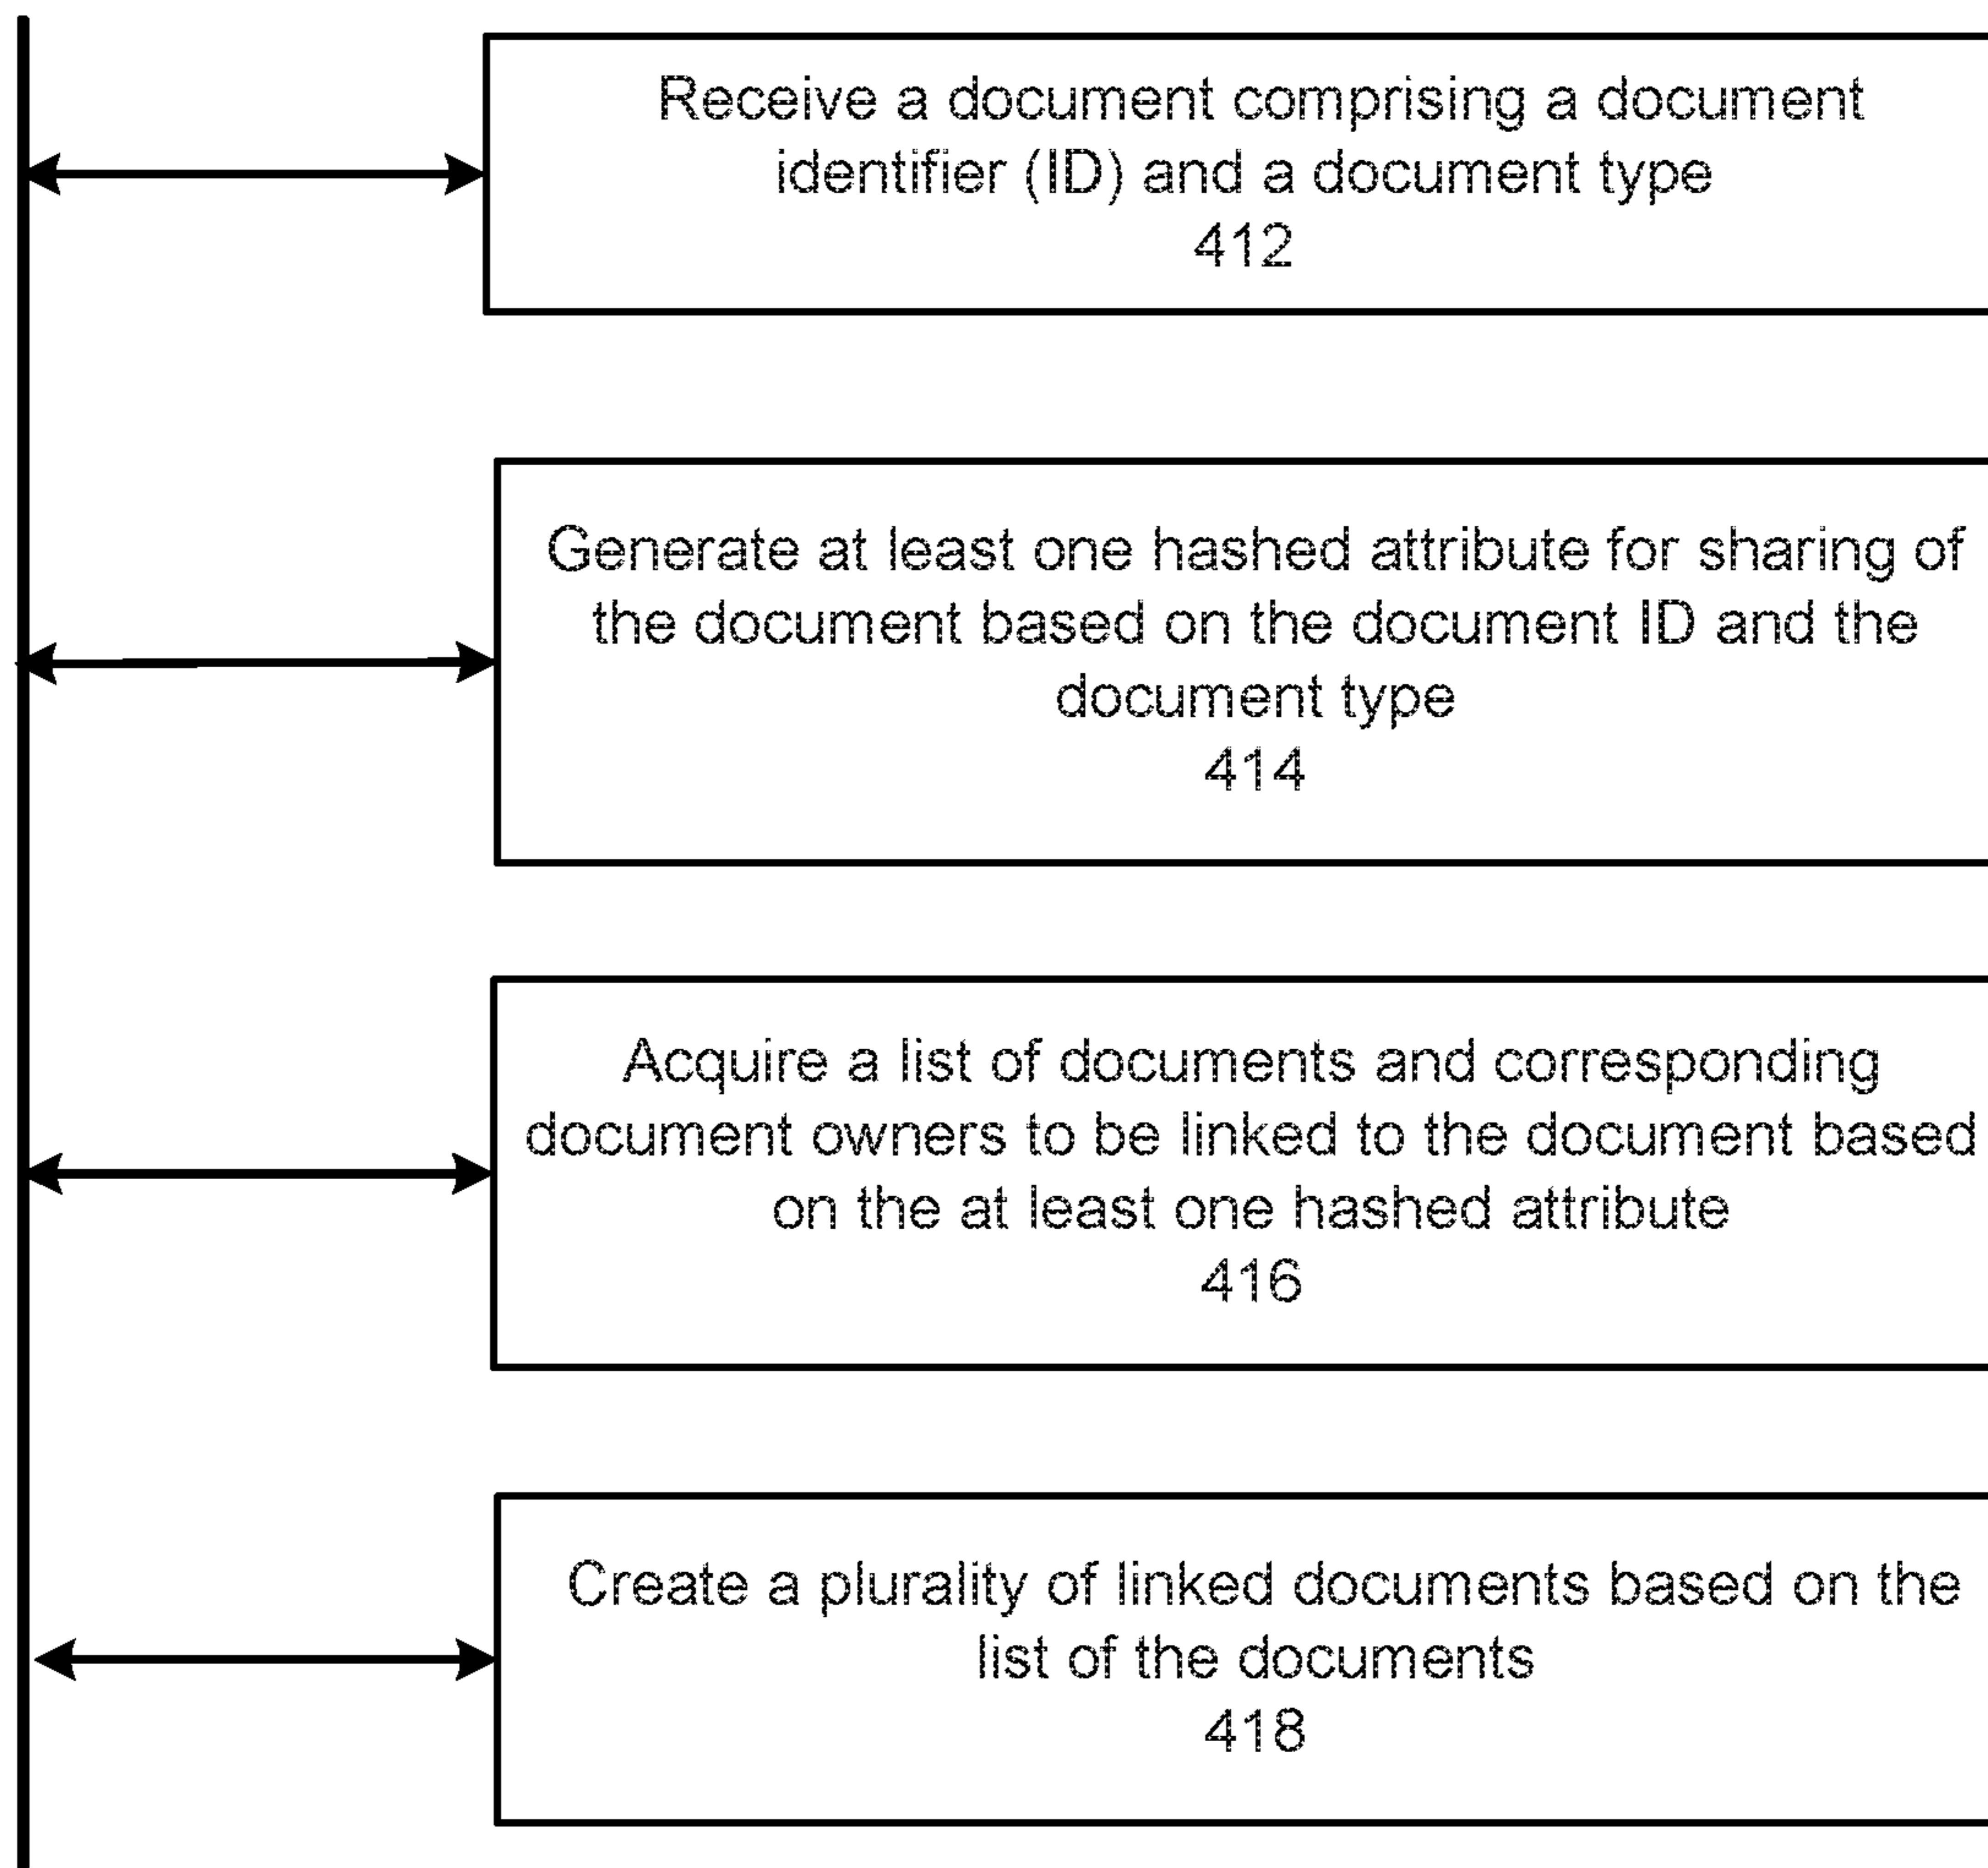 Receive a document comprising a document
identifier (ID) and a document type
412
Generate at least one hashed attribute for sharing of
the document based on the document ID and the
document type
414
Acquire a list of documents and corresponding
document owners to be linked to the document based
on the at least one hashed attribute
416
Create a plurality of linked documents based on the
list of the documents
418